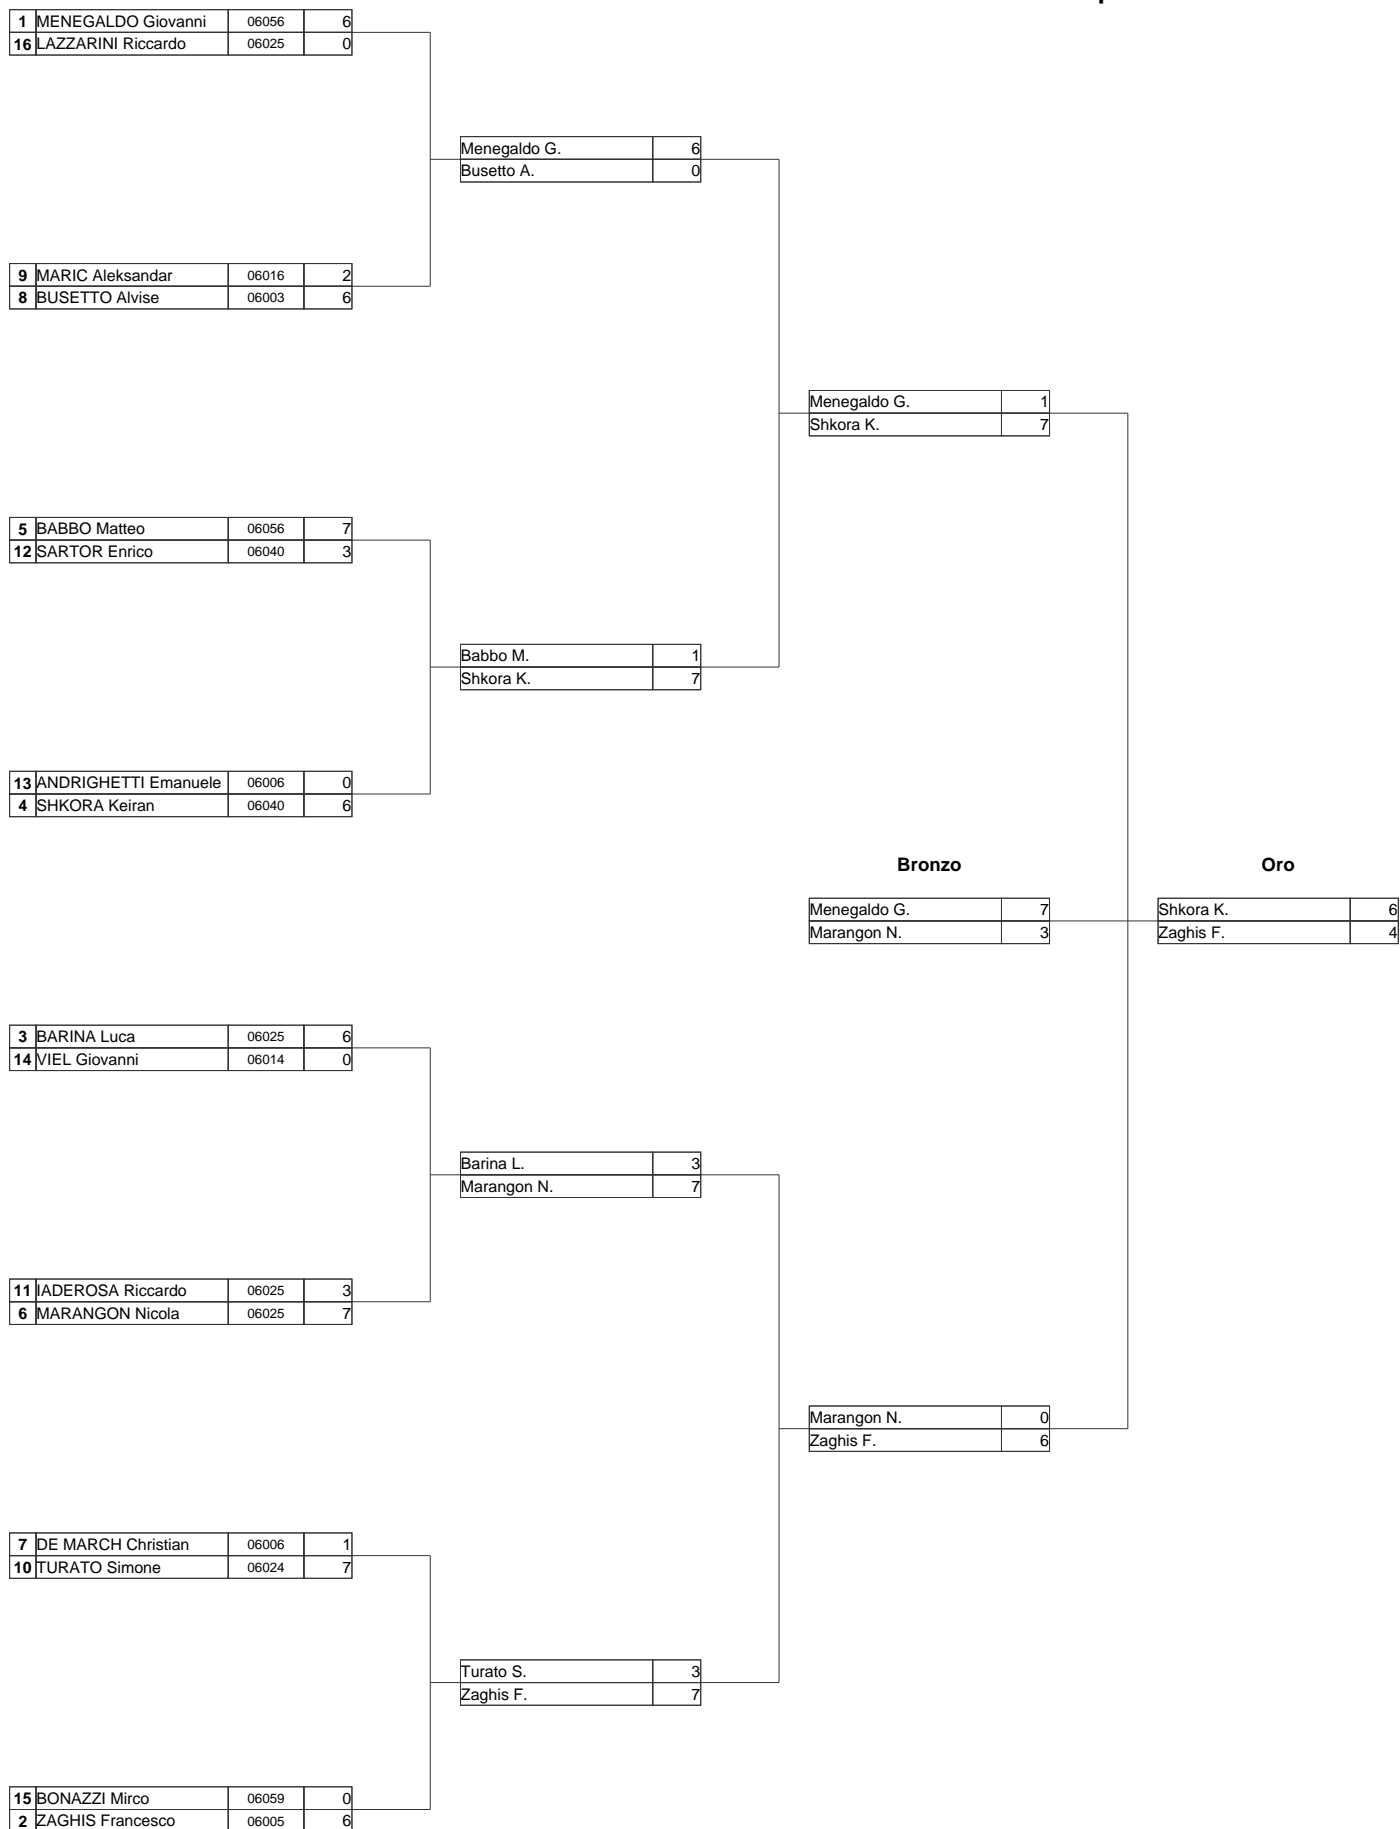 1 MENEGALDO Giovanni 06056 6
16 LAZZARINI Riccardo 06025 0
Menegaldo G. 6
Busetto A. 0
9 MARIC Aleksandar 06016 2
8 BUSETTO Alvise 06003 6
Menegaldo G. 1
Shkora K. 7
5 BABBO Matteo 06056 7
12 SARTOR Enrico 06040 3
Babbo M. 1
Shkora K. 7
13 ANDRIGHETTI Emanuele 06006 0
4 SHKORA Keiran 06040 6
Bronzo Oro
Menegaldo G. 7 Shkora K. 6
Marangon N. 3 Zaghis F. 4
3 BARINA Luca 06025 6
14 VIEL Giovanni 06014 0
Barina L. 3
Marangon N. 7
11 IADEROSA Riccardo 06025 3
6 MARANGON Nicola 06025 7
Marangon N. 0
Zaghis F. 6
7 DE MARCH Christian 06006 1
10 TURATO Simone 06024 7
Turato S. 3
Zaghis F. 7
15 BONAZZI Mirco 06059 0
2 ZAGHIS Francesco 06005 6